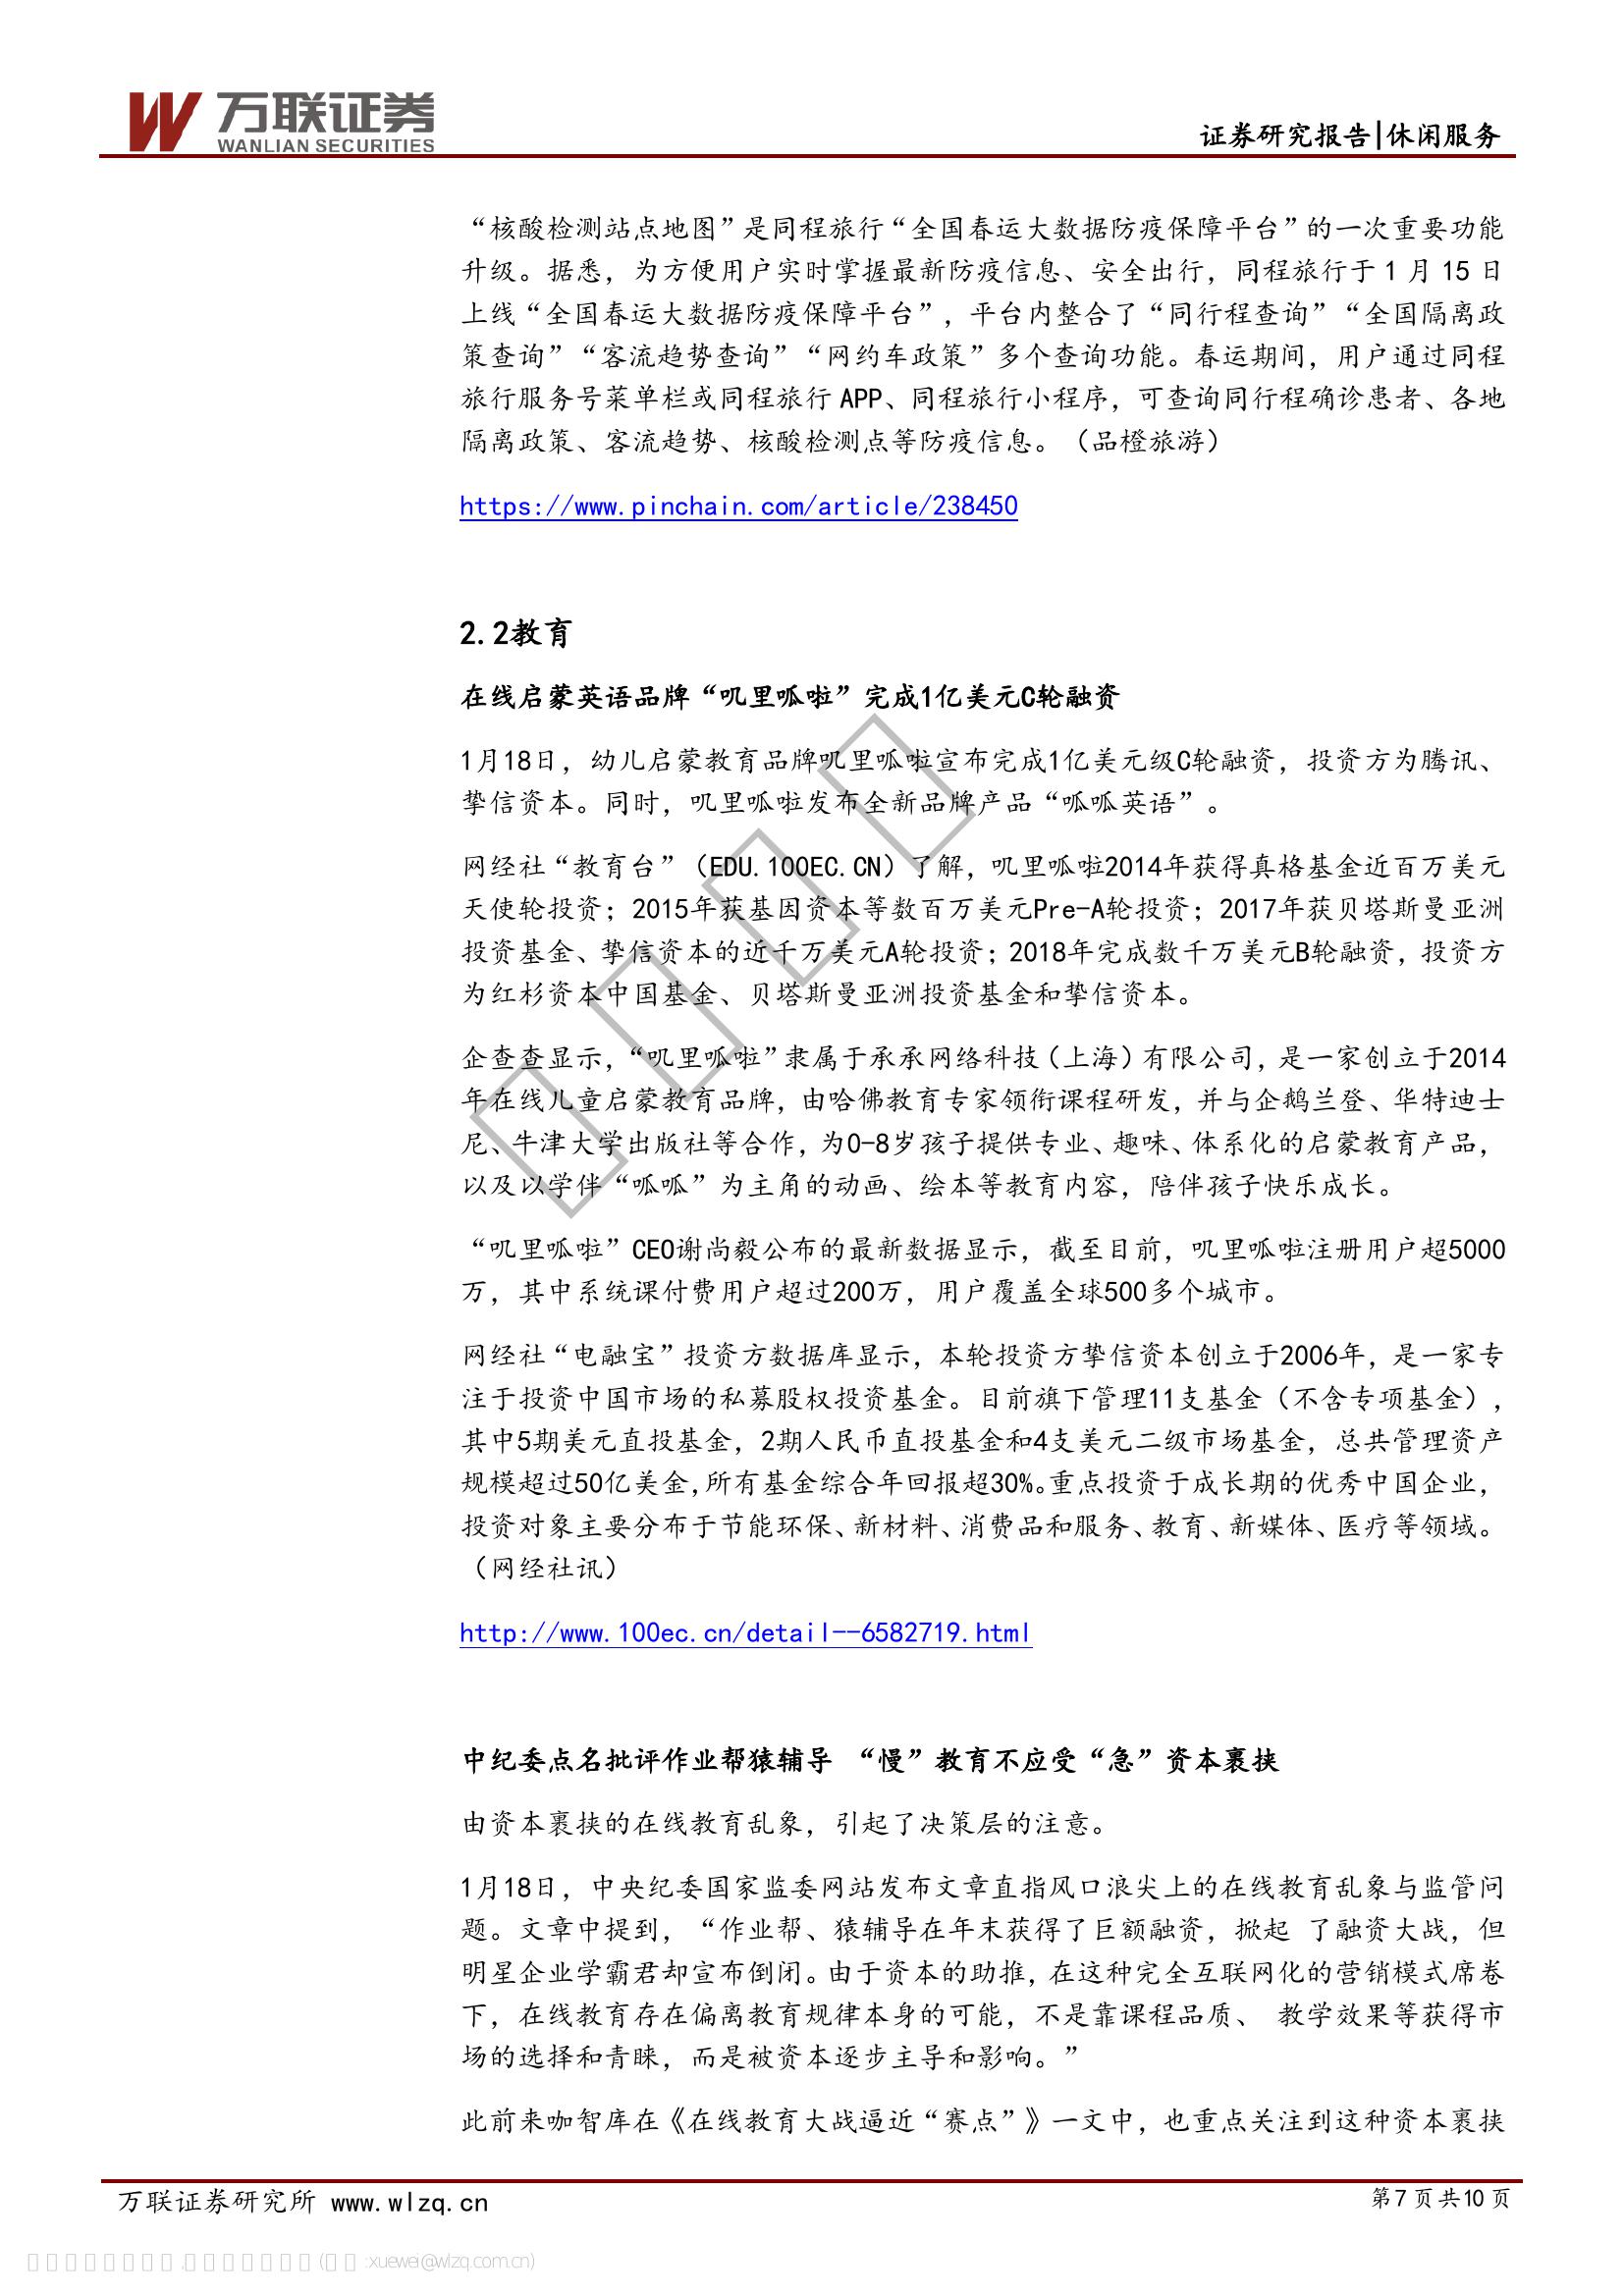 万联证券
WANLIAN SECURITIES
证券研究报告|休闲服务
“核酸检测站点地图”是同程旅行“全国春运大数据防疫保障平台”的一次重要功能
升级。据悉，为方便用户实时掌握最新防疫信息、安全出行，同程旅行于 1 月 15 日
上线“全国春运大数据防疫保障平台”，平台内整合了“同行程查询”“全国隔离政
策查询”“客流趋势查询”“网约车政策”多个查询功能。春运期间，用户通过同程
旅行服务号菜单栏或同程旅行 APP、同程旅行小程序，可查询同行程确诊患者、各地
隔离政策、客流趋势、核酸检测点等防疫信息。（品橙旅游）
https://www.pinchain.com/article/238450
2.2教育
在线启蒙英语品牌“叽里呱啦”完成1亿美元C轮融资
1月18日，幼儿启蒙教育品牌叽里呱啦宣布完成1亿美元级C轮融资，投资方为腾讯、
挚信资本。同时，叽里呱啦发布全新品牌产品“呱呱英语”。
网经社“教育台”（EDU.100EC.CN）了解，叽里呱啦2014年获得真格基金近百万美元
天使轮投资；2015年获基因资本等数百万美元Pre-A轮投资；2017年获贝塔斯曼亚洲
投资基金、挚信资本的近千万美元A轮投资；2018年完成数千万美元B轮融资，投资方
为红杉资本中国基金、贝塔斯曼亚洲投资基金和挚信资本。
企查查显示，“叽里呱啦”隶属于承承网络科技（上海）有限公司，是一家创立于2014
年在线儿童启蒙教育品牌，由哈佛教育专家领衔课程研发，并与企鹅兰登、华特迪士
尼、牛津大学出版社等合作，为0-8岁孩子提供专业、趣味、体系化的启蒙教育产品，
以及以学伴“呱呱”为主角的动画、绘本等教育内容，陪伴孩子快乐成长。
“叽里呱啦”CEO谢尚毅公布的最新数据显示，截至目前，叽里呱啦注册用户超5000
万，其中系统课付费用户超过200万，用户覆盖全球500多个城市。
网经社“电融宝”投资方数据库显示，本轮投资方挚信资本创立于2006年，是一家专
注于投资中国市场的私募股权投资基金。目前旗下管理11支基金（不含专项基金），
其中5期美元直投基金，2期人民币直投基金和4支美元二级市场基金，总共管理资产
规模超过50亿美金，所有基金综合年回报超30%。重点投资于成长期的优秀中国企业，
投资对象主要分布于节能环保、新材料、消费品和服务、教育、新媒体、医疗等领域。
（网经社讯）
http://www.100ec.cn/detail--6582719.html
中纪委点名批评作业帮猿辅导 “慢”教育不应受“急”资本裹挟
由资本裹挟的在线教育乱象，引起了决策层的注意。
1月18日，中央纪委国家监委网站发布文章直指风口浪尖上的在线教育乱象与监管问
题。文章中提到，“作业帮、猿辅导在年末获得了巨额融资，掀起 了融资大战，但
明星企业学霸君却宣布倒闭。由于资本的助推，在这种完全互联网化的营销模式席卷
下，在线教育存在偏离教育规律本身的可能，不是靠课程品质、 教学效果等获得市
场的选择和青睐，而是被资本逐步主导和影响。”
此前来咖智库在《在线教育大战逼近“赛点”》一文中，也重点关注到这种资本裹挟
万联证券研究所 www.wlzq.cn
第 7 页 共 10 页
xuewei@wlzq.com.cn)